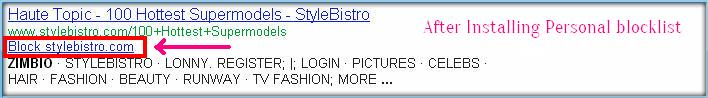 Haute Topic - 100 Hottest Supermodels - StyleBistro
www.stylebistro.com/100+Hottest+Supermodels
After Installing Personal blocklist
Block stylebistro.com
ZIMBIO · STYLEBISTRO · LONNY. REGISTER; |; LOGIN · PICTURES · CELEBS ·
HAIR · FASHION · BEAUTY · RUNWAY · TV FASHION; MORE ...